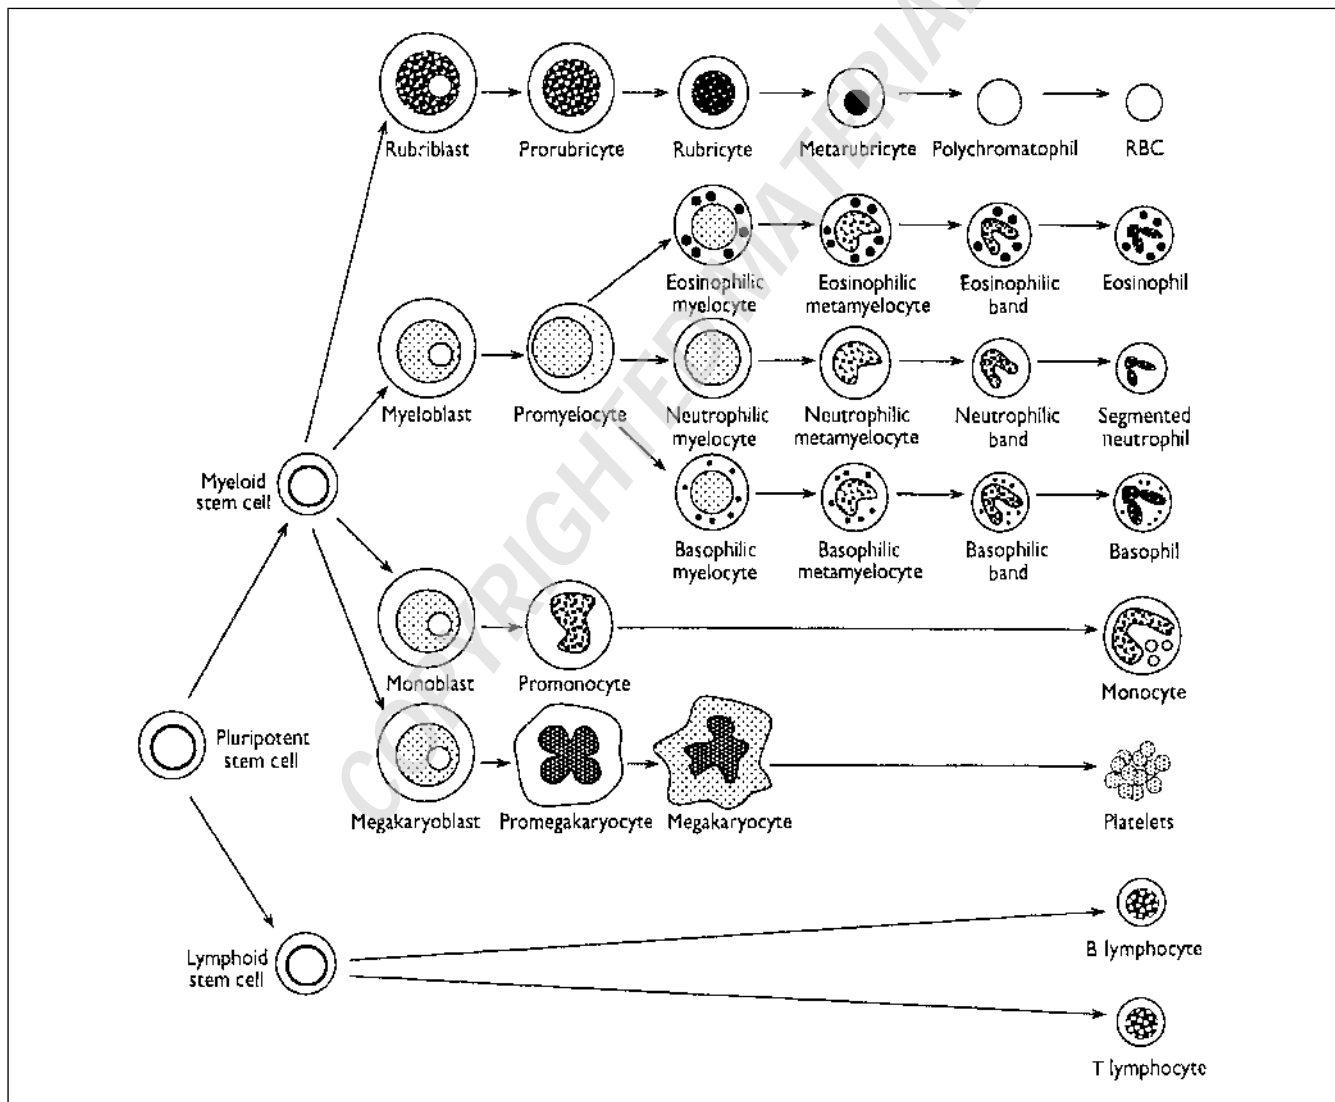 Rubriblast
Prorubricyte
Rubricyte
Metarubricyte
Polychromatophil
RBC
Eosinophilic
myelocyte
Eosinophilic
metamyelocyte
Eosinophilic
band
Eosinophil
Myeloblast
Promyelocyte
Neutrophilic
myelocyte
Neutrophilic
metamyelocyte
Neutrophilic
band
Segmented
neutrophil
Myeloid
stem cell
Basophilic
myelocyte
Basophilic
metamyelocyte
Basophilic
band
Basophil
Monoblast
Promonocyte
Monocyte
Pluripotent
stem cell
Megakaryoblast
Promegakaryocyte
Megakaryocyte
Platelets
Lymphoid
stem cell
B lymphocyte
T lymphocyte
COPYRIGHTED MATERIAL